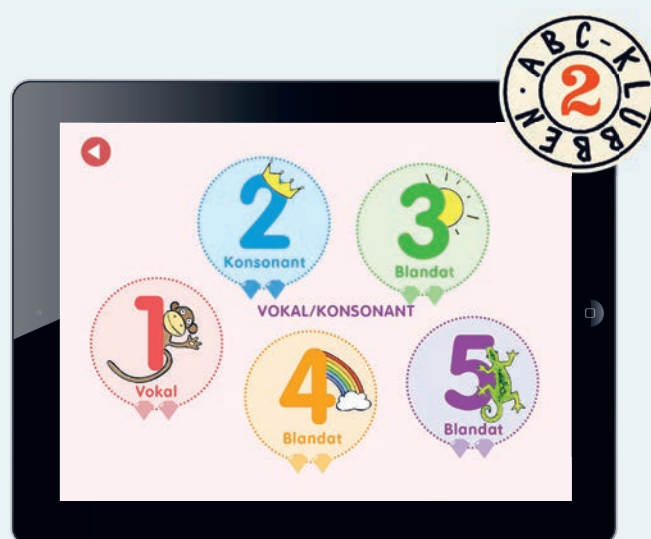 ABC-KLUBBEN
2
2
Konsonant
3
Blandat
VOKAL/KONSONANT
1
Vokal
4
Blandat
5
Blandat